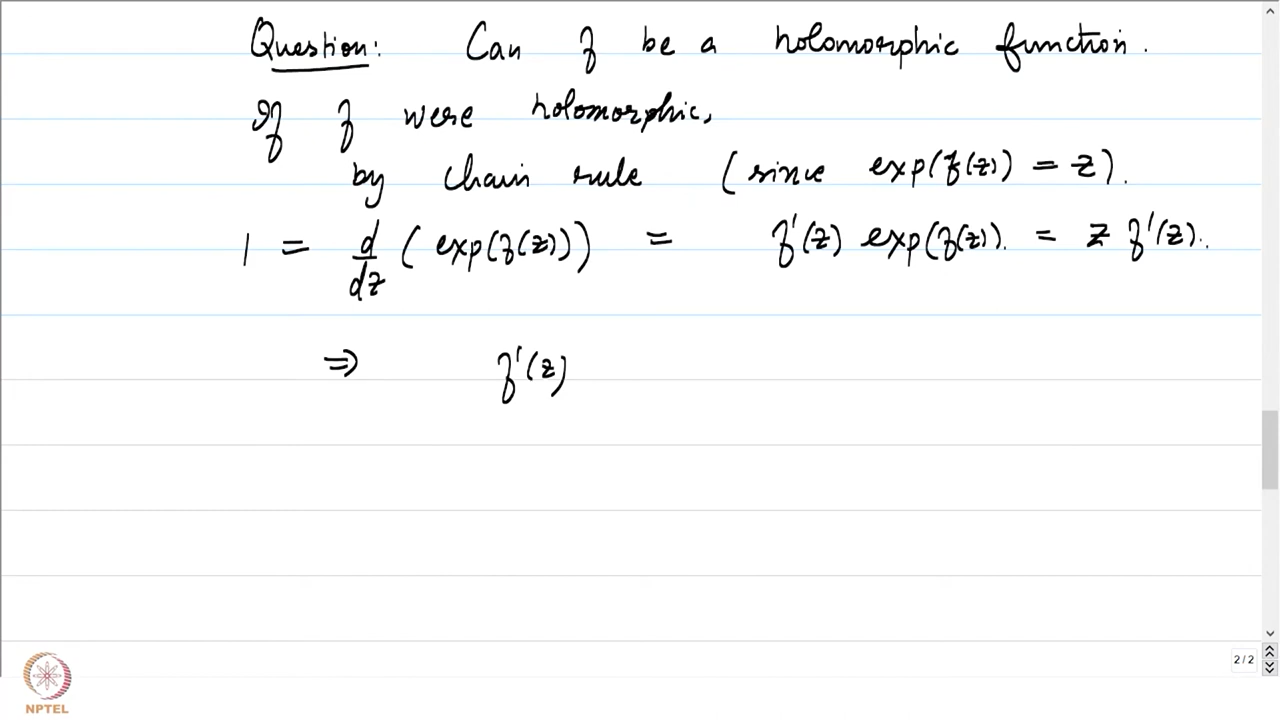 Question: Can f be a holomorphic function.
If f were holomorphic,
by chain rule (since exp(f(z)) = z).
1 = d/dz (exp(f(z))) = f'(z) exp(f(z)). = z f'(z).
⇒ f'(z)
2 / 2
NPTEL